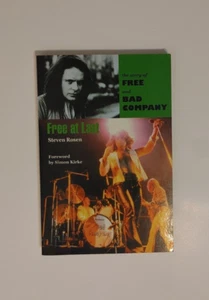 the story of
FREE
and
BAD
COMPANY
Free at Last
Steven Rosen
Foreword
by Simon Kirke